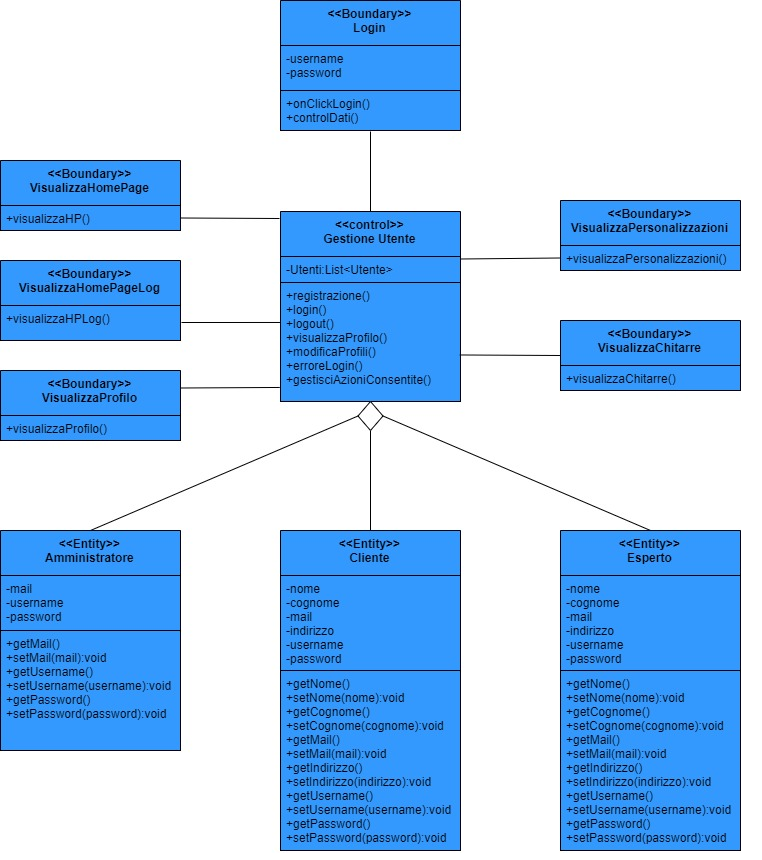 <<Boundary>>
Login
-username
-password
+onClickLogin()
+controlDati()
<<Boundary>>
VisualizzaHomePage
+visualizzaHP()
<<Boundary>>
VisualizzaHomePageLog
+visualizzaHPLog()
<<Boundary>>
VisualizzaProfilo
+visualizzaProfilo()
<<control>>
Gestione Utente
-Utenti:List<Utente>
+registrazione()
+login()
+logout()
+visualizzaProfilo()
+modificaProfili()
+erroreLogin()
+gestisciAzioniConsentite()
<<Boundary>>
VisualizzaPersonalizzazioni
+visualizzaPersonalizzazioni()
<<Boundary>>
VisualizzaChitarre
+visualizzaChitarre()
<<Entity>>
Amministratore
-mail
-username
-password
+getMail()
+setMail(mail):void
+getUsername()
+setUsername(username):void
+getPassword()
+setPassword(password):void
<<Entity>>
Cliente
-nome
-cognome
-mail
-indirizzo
-username
-password
+getNome()
+setNome(nome):void
+getCognome()
+setCognome(cognome):void
+getMail()
+setMail(mail):void
+getIndirizzo()
+setIndirizzo(indirizzo):void
+getUsername()
+setUsername(username):void
+getPassword()
+setPassword(password):void
<<Entity>>
Esperto
-nome
-cognome
-mail
-indirizzo
-username
-password
+getNome()
+setNome(nome):void
+getCognome()
+setCognome(cognome):void
+getMail()
+setMail(mail):void
+getIndirizzo()
+setIndirizzo(indirizzo):void
+getUsername()
+setUsername(username):void
+getPassword()
+setPassword(password):void